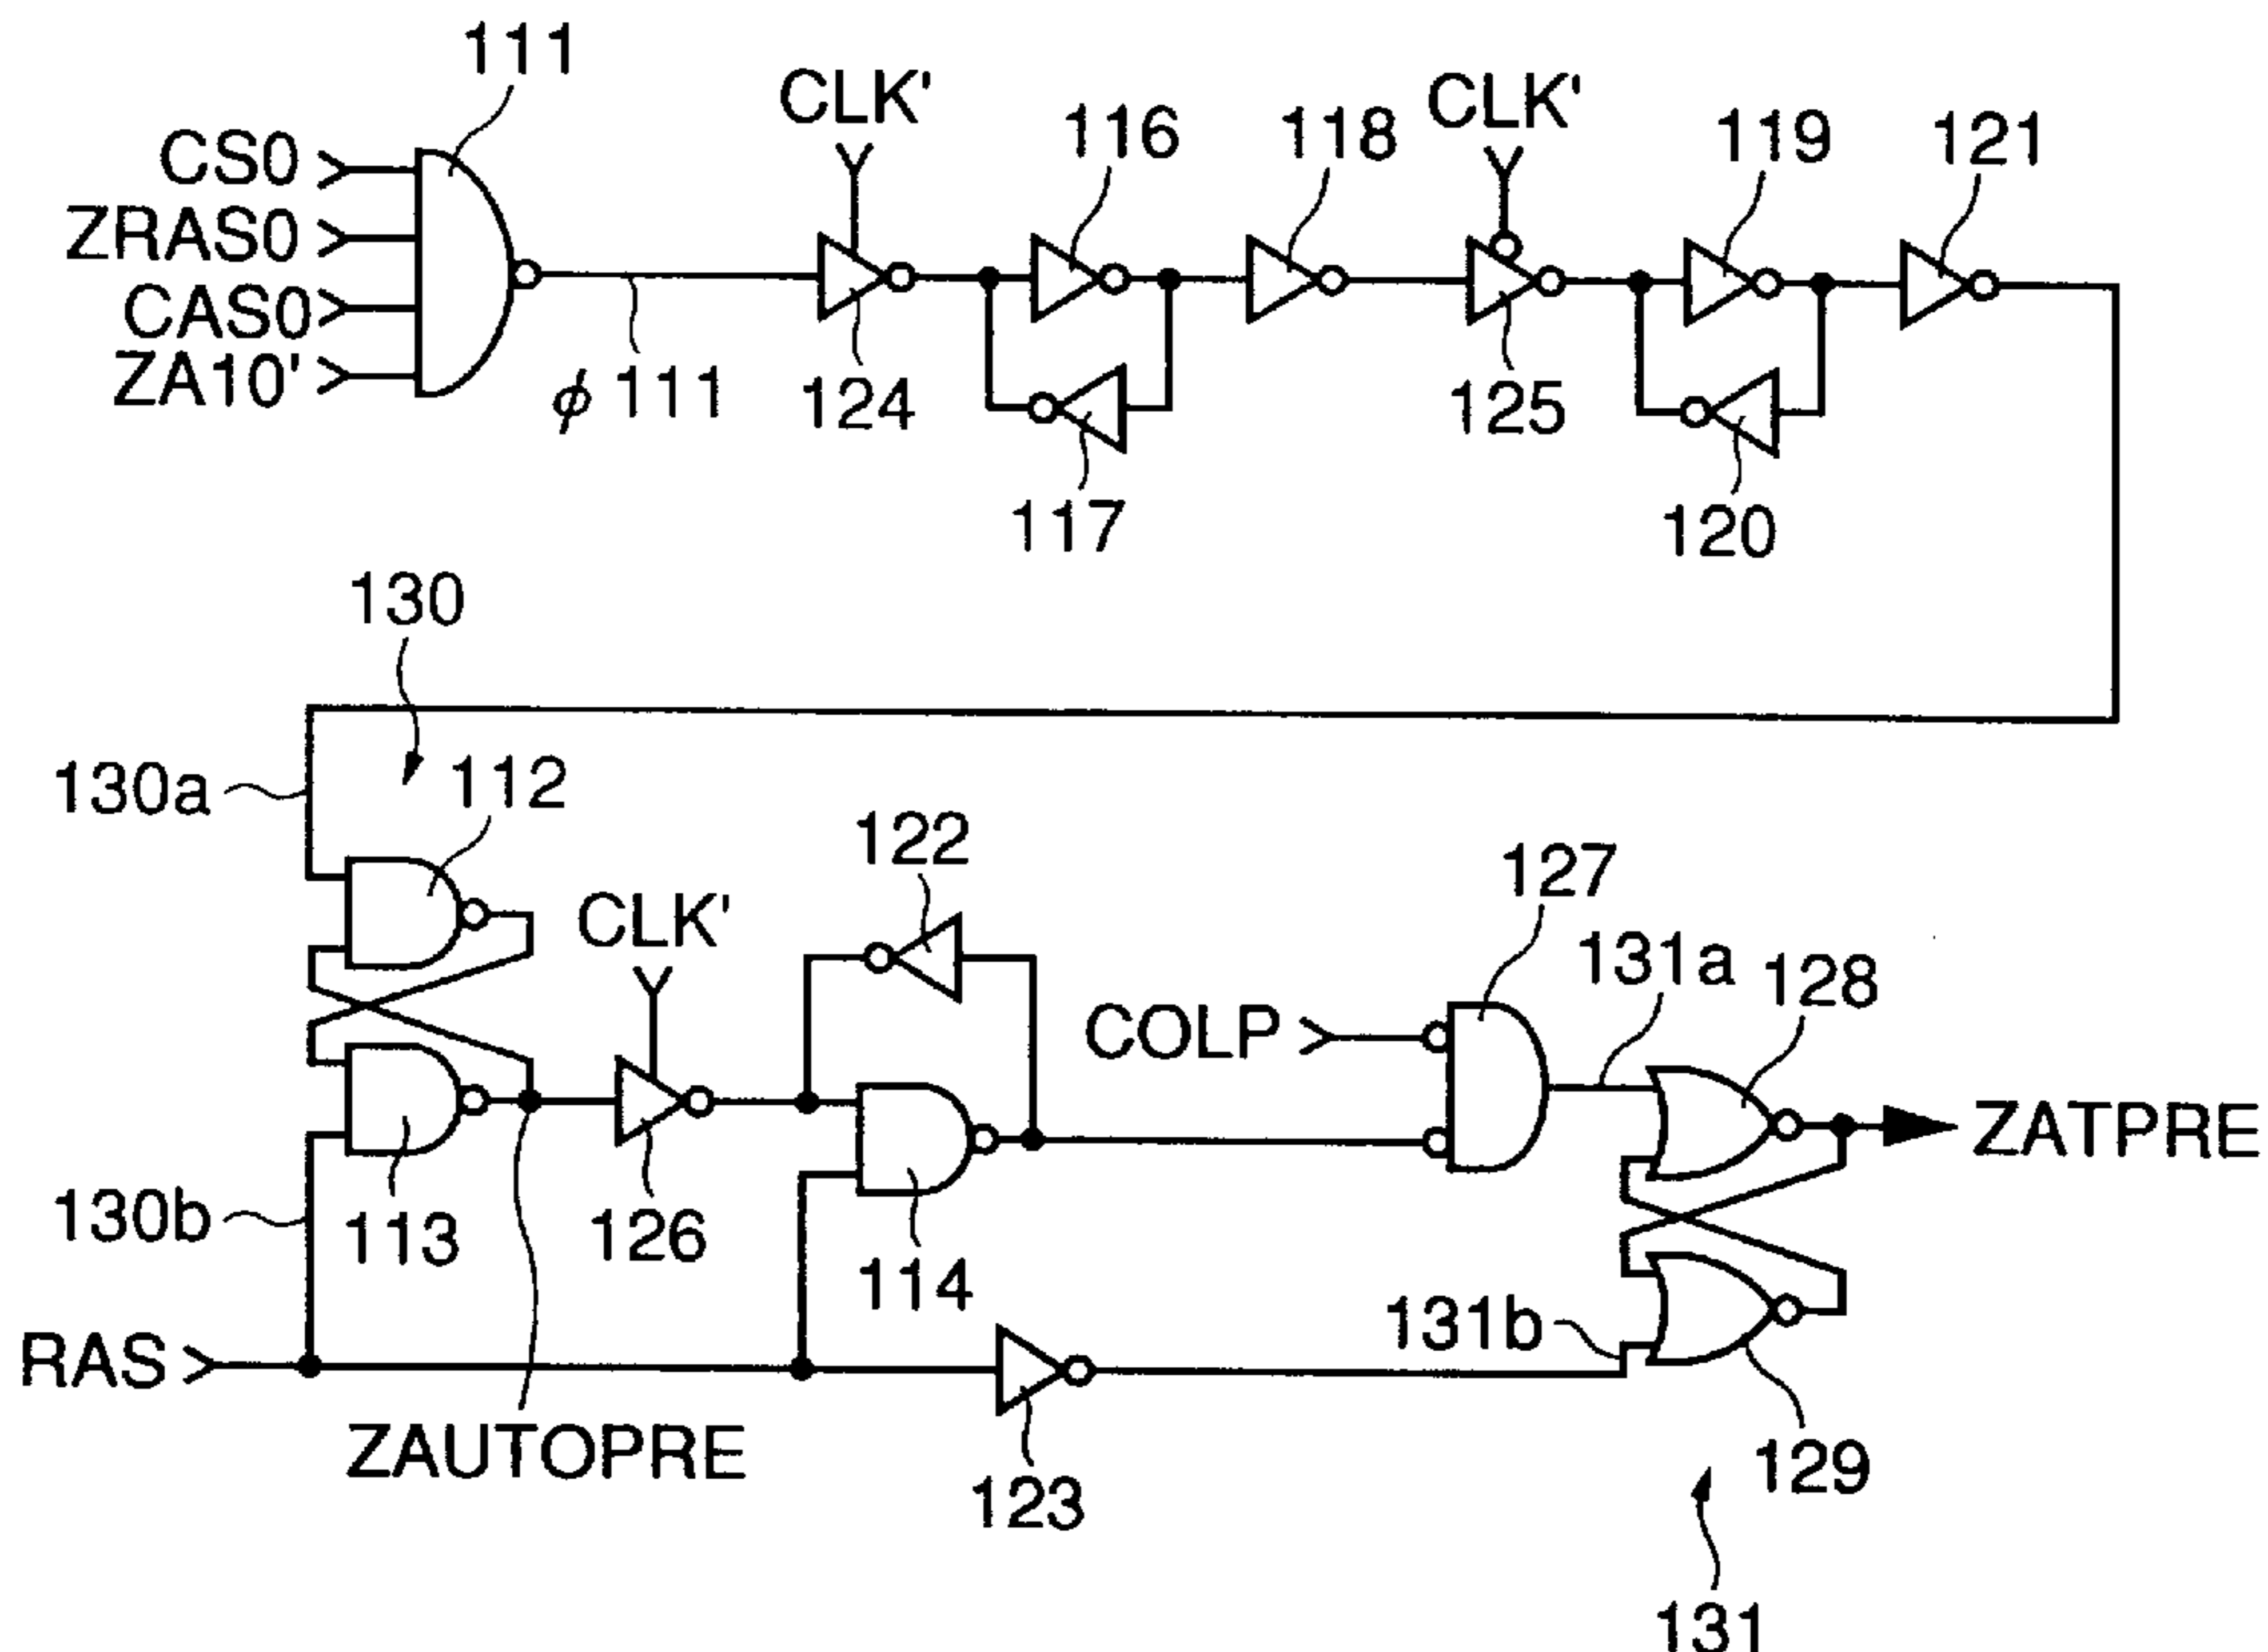 111
CLK'
116
118
CLK'
119
121
CS0
ZRAS0
CAS0
ZA10'
ϕ 111
124
117
125
120
130
130a
112
122
127
CLK'
131a
128
COLP
ZATPRE
130b
113
126
114
131b
RAS
ZAUTOPRE
123
129
131